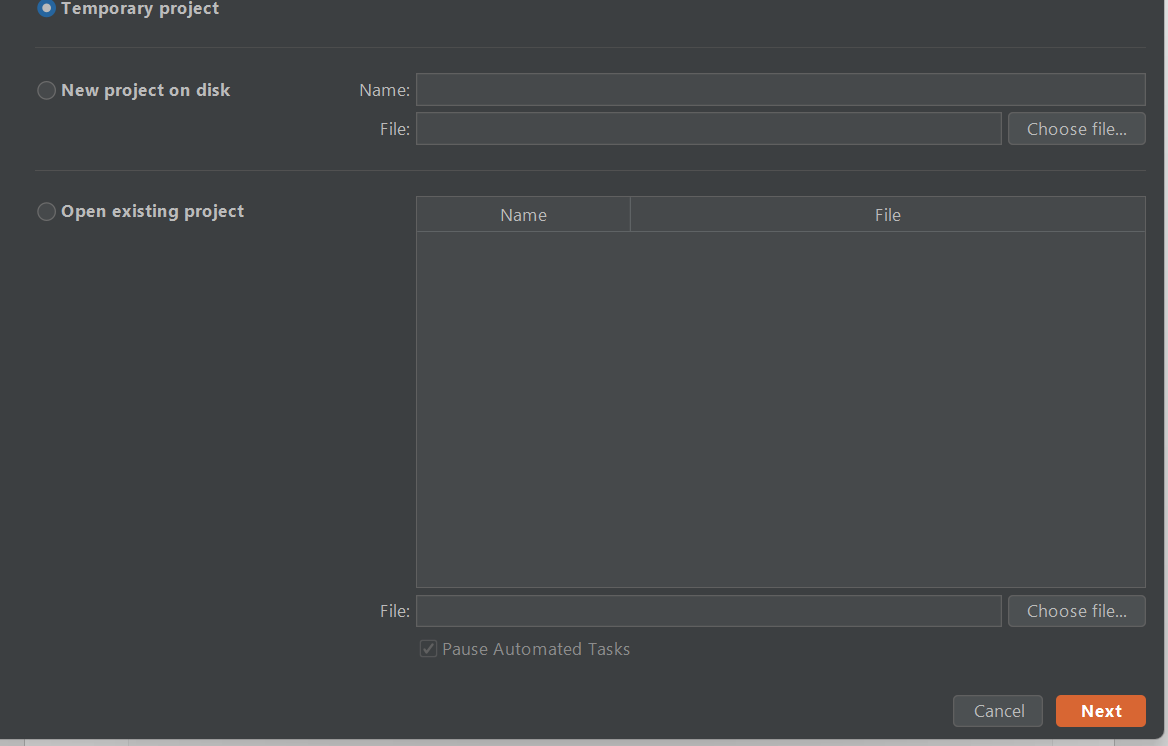 Temporary project
New project on disk
Name:
File:
Choose file...
Open existing project
Name
File
File:
Choose file...
Pause Automated Tasks
Cancel
Next